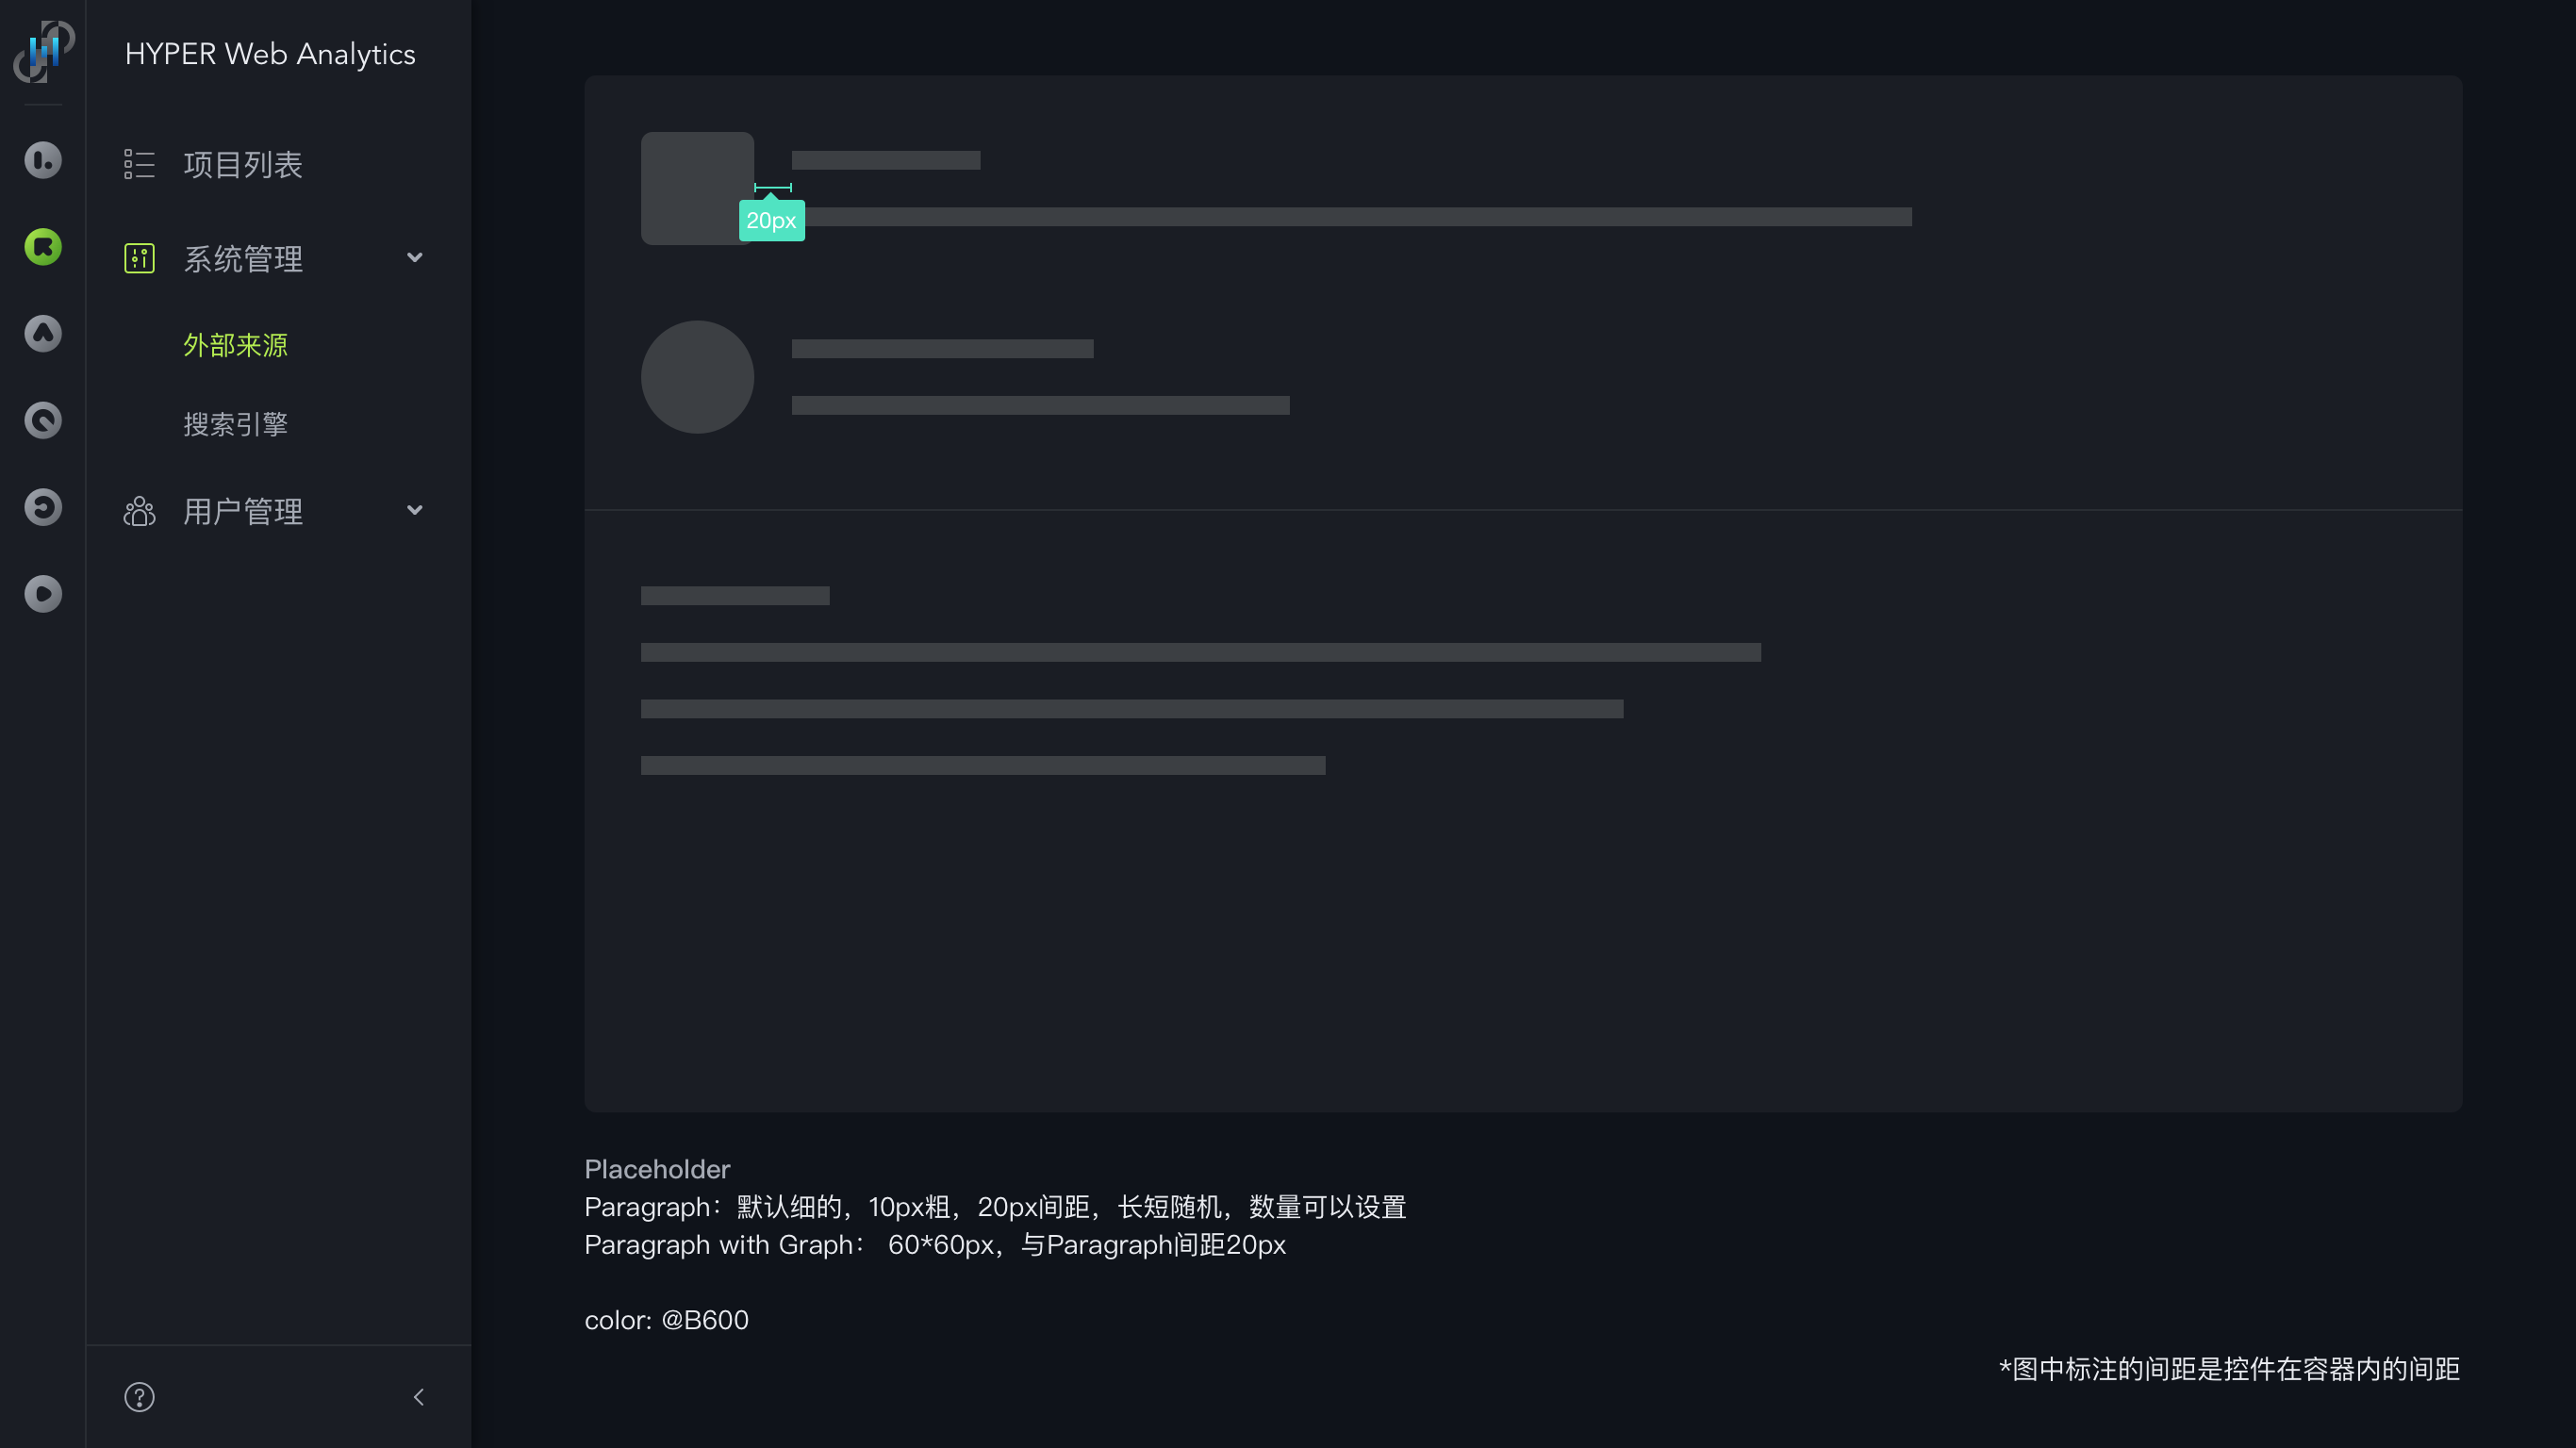 HYPER Web Analytics
项目列表
系统管理
外部来源
搜索引擎
用户管理
20px
Placeholder
Paragraph：默认细的，10px粗，20px间距，长短随机，数量可以设置
Paragraph with Graph： 60*60px，与Paragraph间距20px
color: @B600
*图中标注的间距是控件在容器内的间距